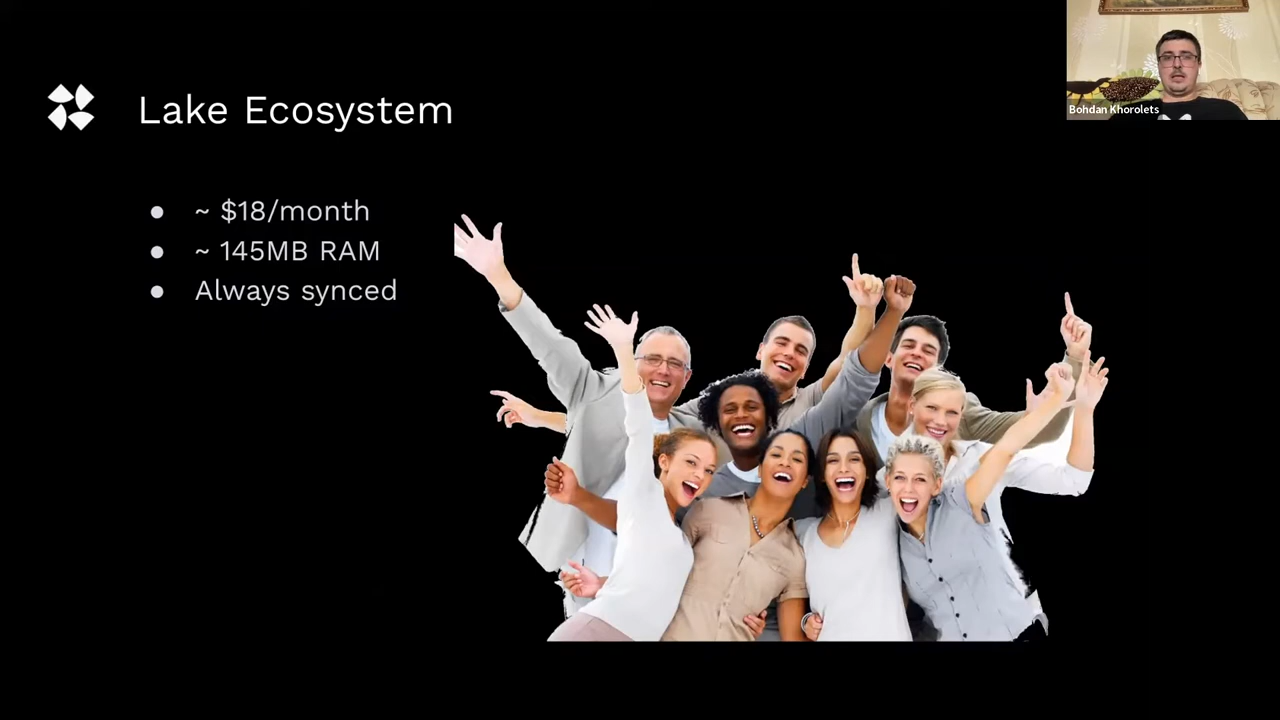 Lake Ecosystem
● ~ $18/month
● ~ 145MB RAM
● Always synced
Bohdan Khorolets